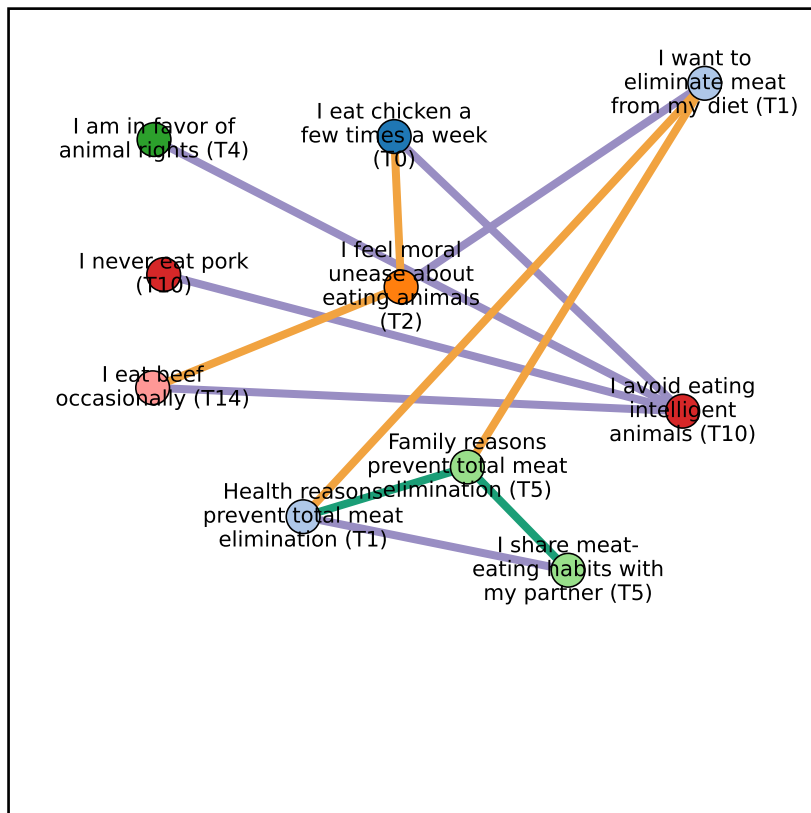 I want to
eliminate meat
from my diet (T1)
I eat chicken a
few times a week
(T0)
I am in favor of
animal rights (T4)
I feel moral
unease about
eating animals
(T2)
I never eat pork
(T10)
I eat beef
occasionally (T14)
I avoid eating
intelligent
animals (T10)
Family reasons
prevent total meat
elimination (T5)
Health reasons
prevent total meat
elimination (T1)
I share meat-
eating habits with
my partner (T5)